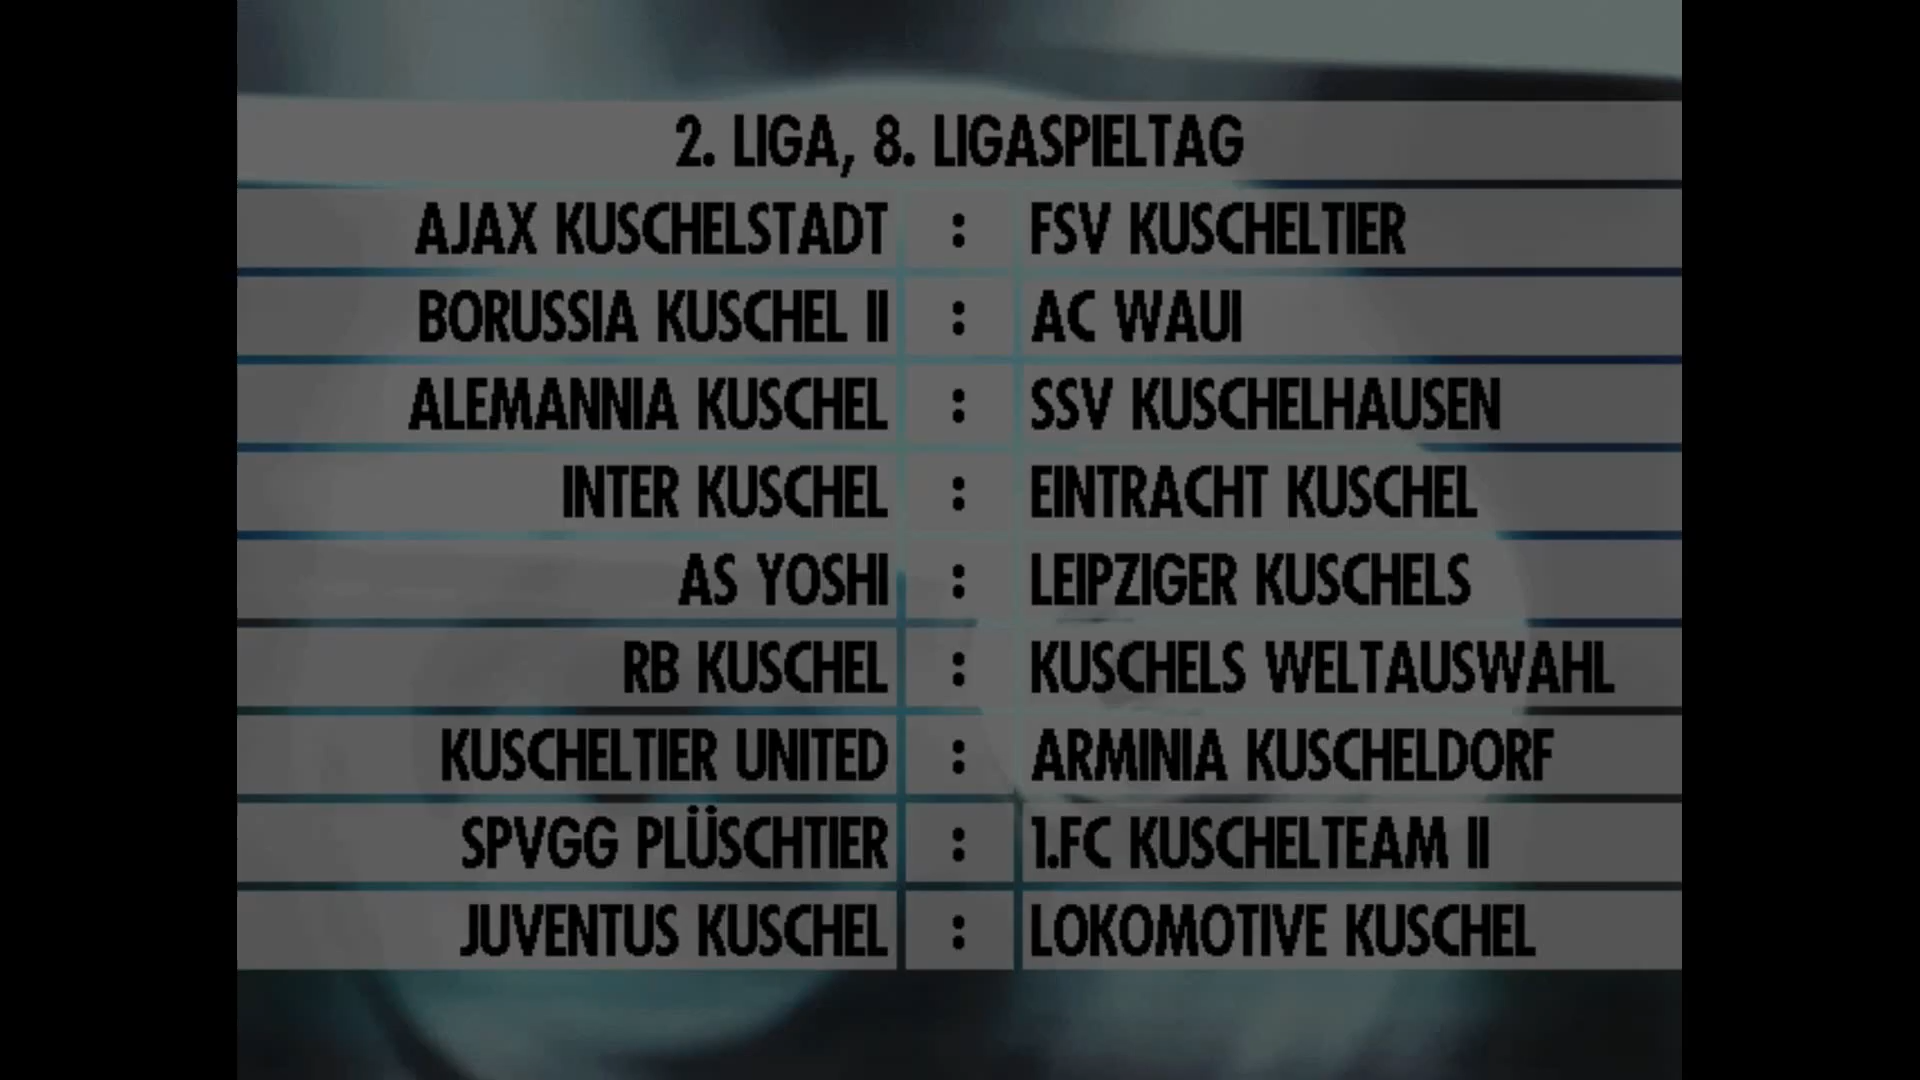 2. LIGA, 8. LIGASPIELTAG
AJAX KUSCHELSTADT : FSV KUSCHELTIER
BORUSSIA KUSCHEL II : AC WAUI
ALEMANNIA KUSCHEL : SSV KUSCHELHAUSEN
INTER KUSCHEL : EINTRACHT KUSCHEL
AS YOSHI : LEIPZIGER KUSCHELS
RB KUSCHEL : KUSCHELS WELTAUSWAHL
KUSCHELTIER UNITED : ARMINIA KUSCHELDORF
SPVGG PLÜSCHTIER : 1.FC KUSCHELTEAM II
JUVENTUS KUSCHEL : LOKOMOTIVE KUSCHEL